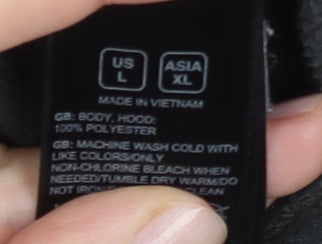 US L
ASIA XL
MADE IN VIETNAM
GB: BODY, HOOD:
100% POLYESTER
GB: MACHINE WASH COLD WITH
LIKE COLORS/ONLY
NON-CHLORINE BLEACH WHEN
NEEDED/TUMBLE DRY WARM/DO
NOT IRON CLEAN